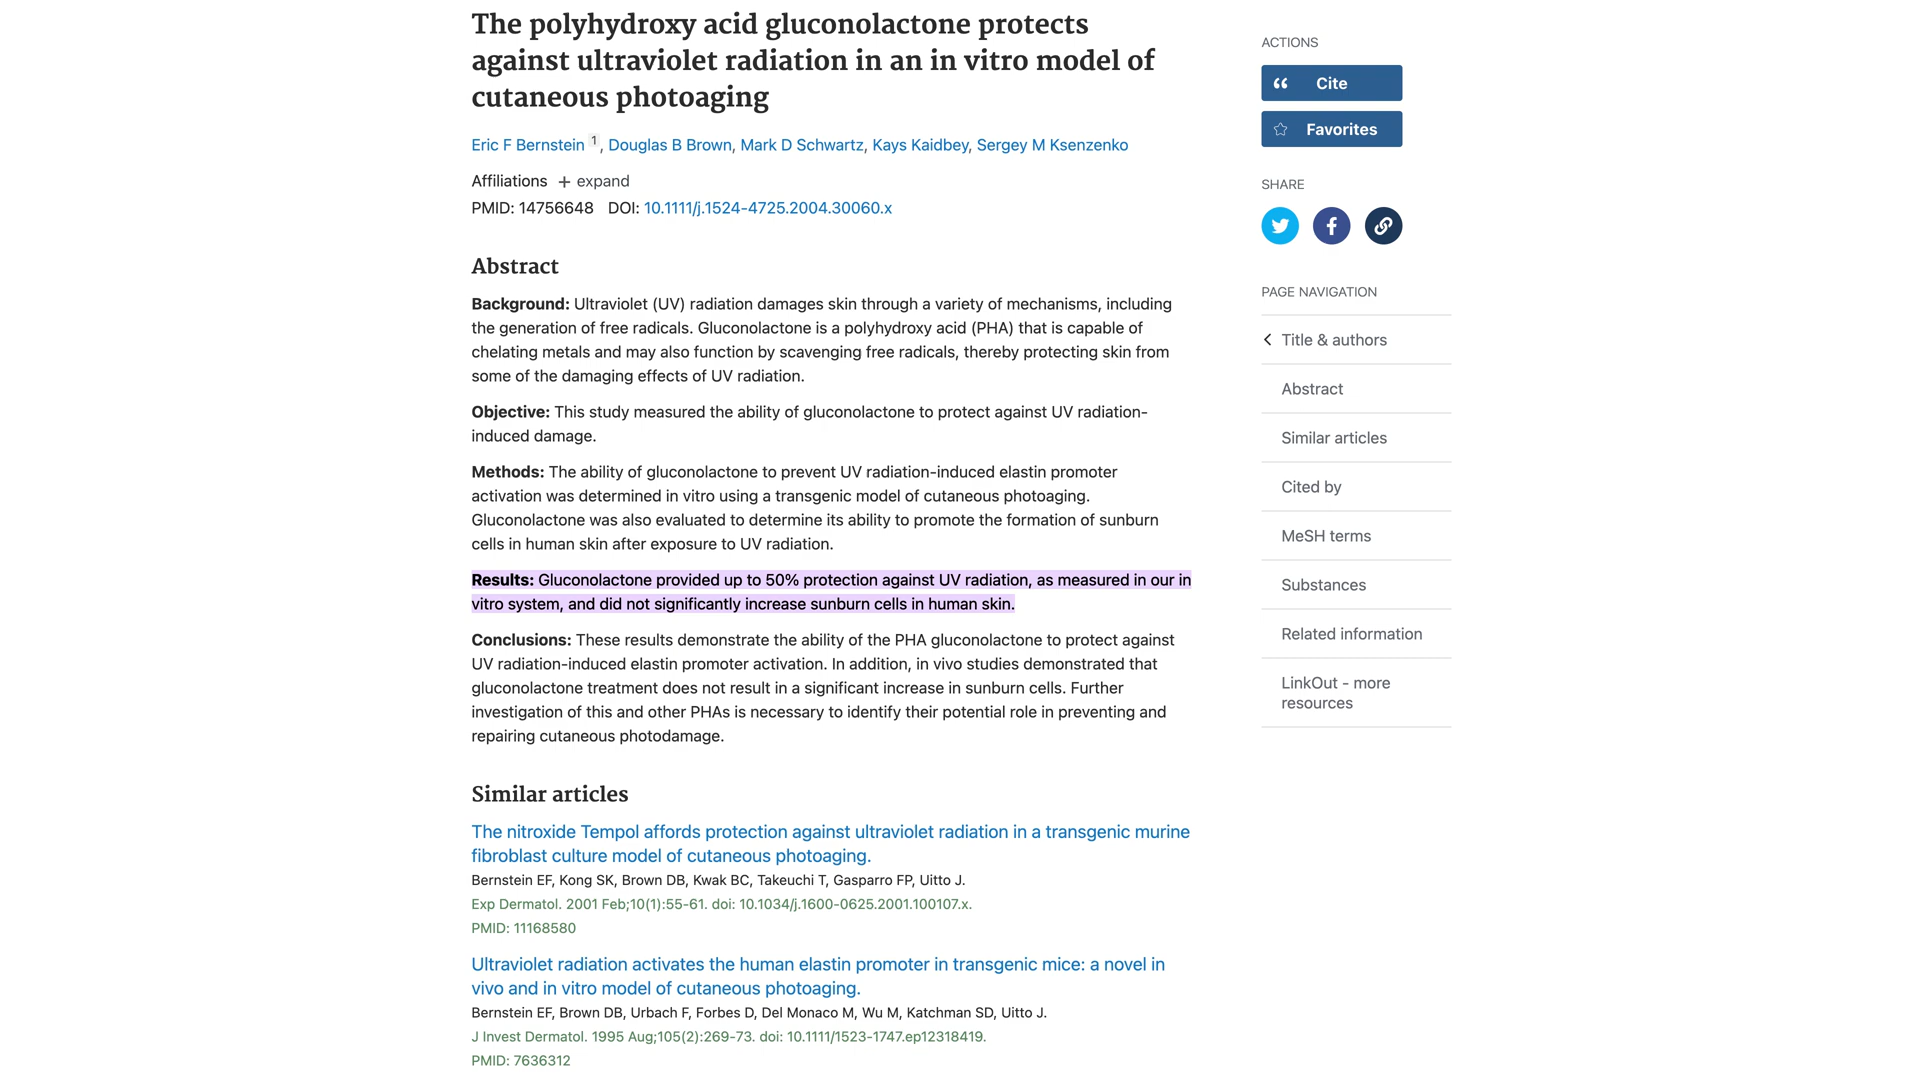 The polyhydroxy acid gluconolactone protects
against ultraviolet radiation in an in vitro model of
cutaneous photoaging
Eric F Bernstein 1, Douglas B Brown, Mark D Schwartz, Kays Kaidbey, Sergey M Ksenzenko
Affiliations + expand
PMID: 14756648 DOI: 10.1111/j.1524-4725.2004.30060.x
Abstract
Background: Ultraviolet (UV) radiation damages skin through a variety of mechanisms, including
the generation of free radicals. Gluconolactone is a polyhydroxy acid (PHA) that is capable of
chelating metals and may also function by scavenging free radicals, thereby protecting skin from
some of the damaging effects of UV radiation.
Objective: This study measured the ability of gluconolactone to protect against UV radiation-
induced damage.
Methods: The ability of gluconolactone to prevent UV radiation-induced elastin promoter
activation was determined in vitro using a transgenic model of cutaneous photoaging.
Gluconolactone was also evaluated to determine its ability to promote the formation of sunburn
cells in human skin after exposure to UV radiation.
Results: Gluconolactone provided up to 50% protection against UV radiation, as measured in our in
vitro system, and did not significantly increase sunburn cells in human skin.
Conclusions: These results demonstrate the ability of the PHA gluconolactone to protect against
UV radiation-induced elastin promoter activation. In addition, in vivo studies demonstrated that
gluconolactone treatment does not result in a significant increase in sunburn cells. Further
investigation of this and other PHAs is necessary to identify their potential role in preventing and
repairing cutaneous photodamage.
Similar articles
The nitroxide Tempol affords protection against ultraviolet radiation in a transgenic murine
fibroblast culture model of cutaneous photoaging.
Bernstein EF, Kong SK, Brown DB, Kwak BC, Takeuchi T, Gasparro FP, Uitto J.
Exp Dermatol. 2001 Feb;10(1):55-61. doi: 10.1034/j.1600-0625.2001.100107.x.
PMID: 11168580
Ultraviolet radiation activates the human elastin promoter in transgenic mice: a novel in
vivo and in vitro model of cutaneous photoaging.
Bernstein EF, Brown DB, Urbach F, Forbes D, Del Monaco M, Wu M, Katchman SD, Uitto J.
J Invest Dermatol. 1995 Aug;105(2):269-73. doi: 10.1111/1523-1747.ep12318419.
PMID: 7636312
ACTIONS
Cite
Favorites
SHARE
PAGE NAVIGATION
Title & authors
Abstract
Similar articles
Cited by
MeSH terms
Substances
Related information
LinkOut - more
resources